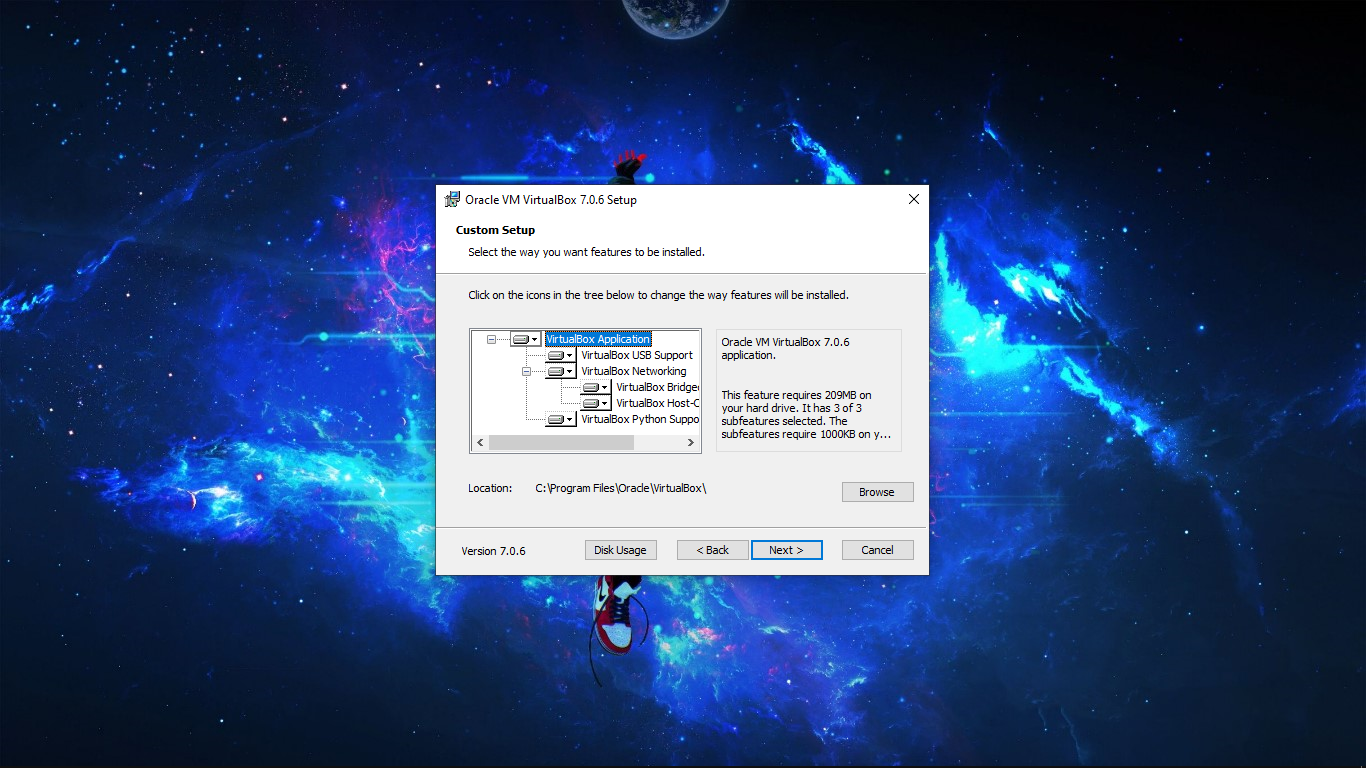 Oracle VM VirtualBox 7.0.6 Setup
Custom Setup
Select the way you want features to be installed.
Click on the icons in the tree below to change the way features will be installed.
VirtualBox Application
VirtualBox USB Support
VirtualBox Networking
VirtualBox Bridged
VirtualBox Host-C
VirtualBox Python Suppo
Oracle VM VirtualBox 7.0.6
application.
This feature requires 209MB on
your hard drive. It has 3 of 3
subfeatures selected. The
subfeatures require 1000KB on y...
Location: C:\Program Files\Oracle\VirtualBox\
Browse
Version 7.0.6
Disk Usage
< Back
Next >
Cancel